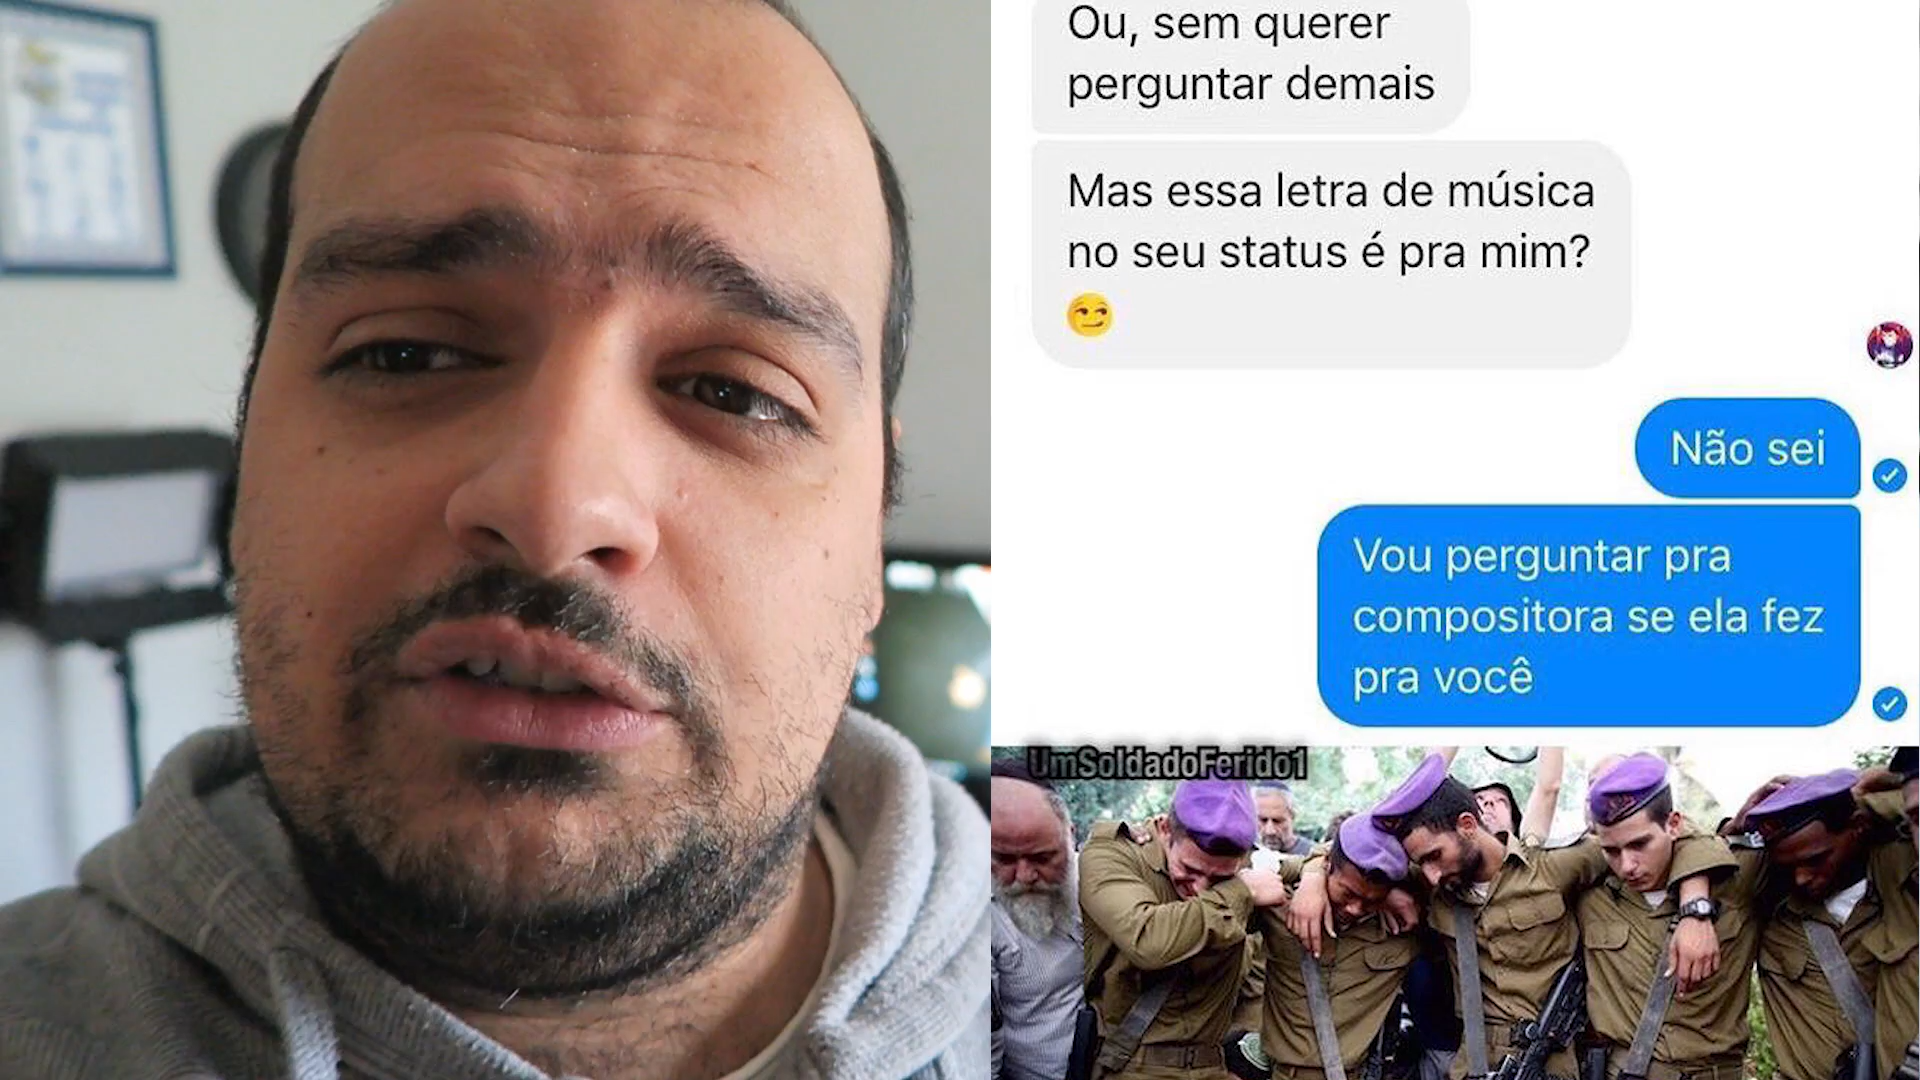 Ou, sem querer
perguntar demais
Mas essa letra de música
no seu status é pra mim?
😏
Não sei
Vou perguntar pra
compositora se ela fez
pra você
UmSoldadoFerido1